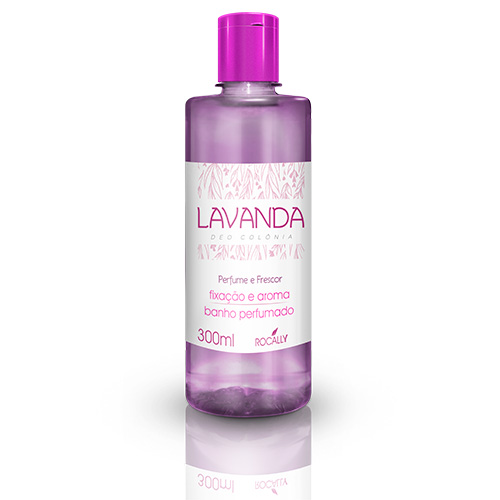 LAVANDA
DEO COLÔNIA
Perfume e Frescor
fixação e aroma
banho perfumado
300ml ROCALLY